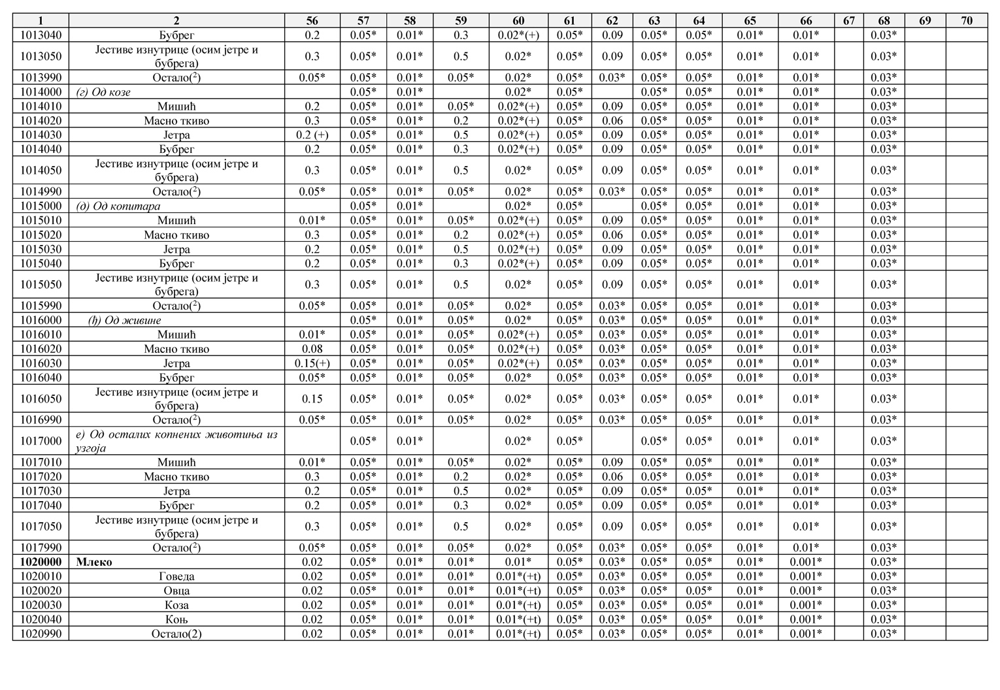 1 2 56 57 58 59 60 61 62 63 64 65 66 67 68 69 70
1013040 Бубрег 0.2 0.05* 0.01* 0.3 0.02*(+) 0.05* 0.09 0.05* 0.05* 0.01* 0.01* 0.03*
1013050 Јестиве изнутрице (осим јетре и
бубрега) 0.3 0.05* 0.01* 0.5 0.02* 0.05* 0.09 0.05* 0.05* 0.01* 0.01* 0.03*
1013990 Остало(2) 0.05* 0.05* 0.01* 0.05* 0.02* 0.05* 0.03* 0.05* 0.05* 0.01* 0.01* 0.03*
1014000 (г) Од козе 0.05* 0.01* 0.02* 0.05* 0.05* 0.05* 0.01* 0.01* 0.03*
1014010 Мишић 0.2 0.05* 0.01* 0.05* 0.02*(+) 0.05* 0.09 0.05* 0.05* 0.01* 0.01* 0.03*
1014020 Масно ткиво 0.3 0.05* 0.01* 0.2 0.02*(+) 0.05* 0.06 0.05* 0.05* 0.01* 0.01* 0.03*
1014030 Јетра 0.2 (+) 0.05* 0.01* 0.5 0.02*(+) 0.05* 0.09 0.05* 0.05* 0.01* 0.01* 0.03*
1014040 Бубрег 0.2 0.05* 0.01* 0.3 0.02*(+) 0.05* 0.09 0.05* 0.05* 0.01* 0.01* 0.03*
1014050 Јестиве изнутрице (осим јетре и
бубрега) 0.3 0.05* 0.01* 0.5 0.02* 0.05* 0.09 0.05* 0.05* 0.01* 0.01* 0.03*
1014990 Остало(2) 0.05* 0.05* 0.01* 0.05* 0.02* 0.05* 0.03* 0.05* 0.05* 0.01* 0.01* 0.03*
1015000 (д) Од копитара 0.05* 0.01* 0.02* 0.05* 0.05* 0.05* 0.01* 0.01* 0.03*
1015010 Мишић 0.01* 0.05* 0.01* 0.05* 0.02*(+) 0.05* 0.09 0.05* 0.05* 0.01* 0.01* 0.03*
1015020 Масно ткиво 0.3 0.05* 0.01* 0.2 0.02*(+) 0.05* 0.06 0.05* 0.05* 0.01* 0.01* 0.03*
1015030 Јетра 0.2 0.05* 0.01* 0.5 0.02*(+) 0.05* 0.09 0.05* 0.05* 0.01* 0.01* 0.03*
1015040 Бубрег 0.2 0.05* 0.01* 0.3 0.02*(+) 0.05* 0.09 0.05* 0.05* 0.01* 0.01* 0.03*
1015050 Јестиве изнутрице (осим јетре и
бубрега) 0.3 0.05* 0.01* 0.5 0.02* 0.05* 0.09 0.05* 0.05* 0.01* 0.01* 0.03*
1015990 Остало(2) 0.05* 0.05* 0.01* 0.05* 0.02* 0.05* 0.03* 0.05* 0.05* 0.01* 0.01* 0.03*
1016000 (ђ) Од живине 0.05* 0.01* 0.05* 0.02* 0.05* 0.03* 0.05* 0.05* 0.01* 0.01* 0.03*
1016010 Мишић 0.01* 0.05* 0.01* 0.05* 0.02*(+) 0.05* 0.03* 0.05* 0.05* 0.01* 0.01* 0.03*
1016020 Масно ткиво 0.08 0.05* 0.01* 0.05* 0.02*(+) 0.05* 0.03* 0.05* 0.05* 0.01* 0.01* 0.03*
1016030 Јетра 0.15(+) 0.05* 0.01* 0.05* 0.02*(+) 0.05* 0.03* 0.05* 0.05* 0.01* 0.01* 0.03*
1016040 Бубрег 0.05* 0.05* 0.01* 0.05* 0.02* 0.05* 0.03* 0.05* 0.05* 0.01* 0.01* 0.03*
1016050 Јестиве изнутрице (осим јетре и
бубрега) 0.15 0.05* 0.01* 0.05* 0.02* 0.05* 0.03* 0.05* 0.05* 0.01* 0.01* 0.03*
1016990 Остало(2) 0.05* 0.05* 0.01* 0.05* 0.02* 0.05* 0.03* 0.05* 0.05* 0.01* 0.01* 0.03*
1017000 е) Од осталих копнених животиња из
узгоја 0.05* 0.01* 0.02* 0.05* 0.05* 0.05* 0.01* 0.01* 0.03*
1017010 Мишић 0.01* 0.05* 0.01* 0.05* 0.02* 0.05* 0.09 0.05* 0.05* 0.01* 0.01* 0.03*
1017020 Масно ткиво 0.3 0.05* 0.01* 0.2 0.02* 0.05* 0.06 0.05* 0.05* 0.01* 0.01* 0.03*
1017030 Јетра 0.2 0.05* 0.01* 0.5 0.02* 0.05* 0.09 0.05* 0.05* 0.01* 0.01* 0.03*
1017040 Бубрег 0.2 0.05* 0.01* 0.3 0.02* 0.05* 0.09 0.05* 0.05* 0.01* 0.01* 0.03*
1017050 Јестиве изнутрице (осим јетре и
бубрега) 0.3 0.05* 0.01* 0.5 0.02* 0.05* 0.09 0.05* 0.05* 0.01* 0.01* 0.03*
1017990 Остало(2) 0.05* 0.05* 0.01* 0.05* 0.02* 0.05* 0.03* 0.05* 0.05* 0.01* 0.01* 0.03*
1020000 Млеко 0.02 0.05* 0.01* 0.01* 0.01* 0.05* 0.03* 0.05* 0.05* 0.01* 0.001* 0.03*
1020010 Говеда 0.02 0.05* 0.01* 0.01* 0.01*(+t) 0.05* 0.03* 0.05* 0.05* 0.01* 0.001* 0.03*
1020020 Овца 0.02 0.05* 0.01* 0.01* 0.01*(+t) 0.05* 0.03* 0.05* 0.05* 0.01* 0.001* 0.03*
1020030 Коза 0.02 0.05* 0.01* 0.01* 0.01*(+t) 0.05* 0.03* 0.05* 0.05* 0.01* 0.001* 0.03*
1020040 Коњ 0.02 0.05* 0.01* 0.01* 0.01*(+t) 0.05* 0.03* 0.05* 0.05* 0.01* 0.001* 0.03*
1020990 Остало(2) 0.02 0.05* 0.01* 0.01* 0.01*(+t) 0.05* 0.03* 0.05* 0.05* 0.01* 0.001* 0.03*